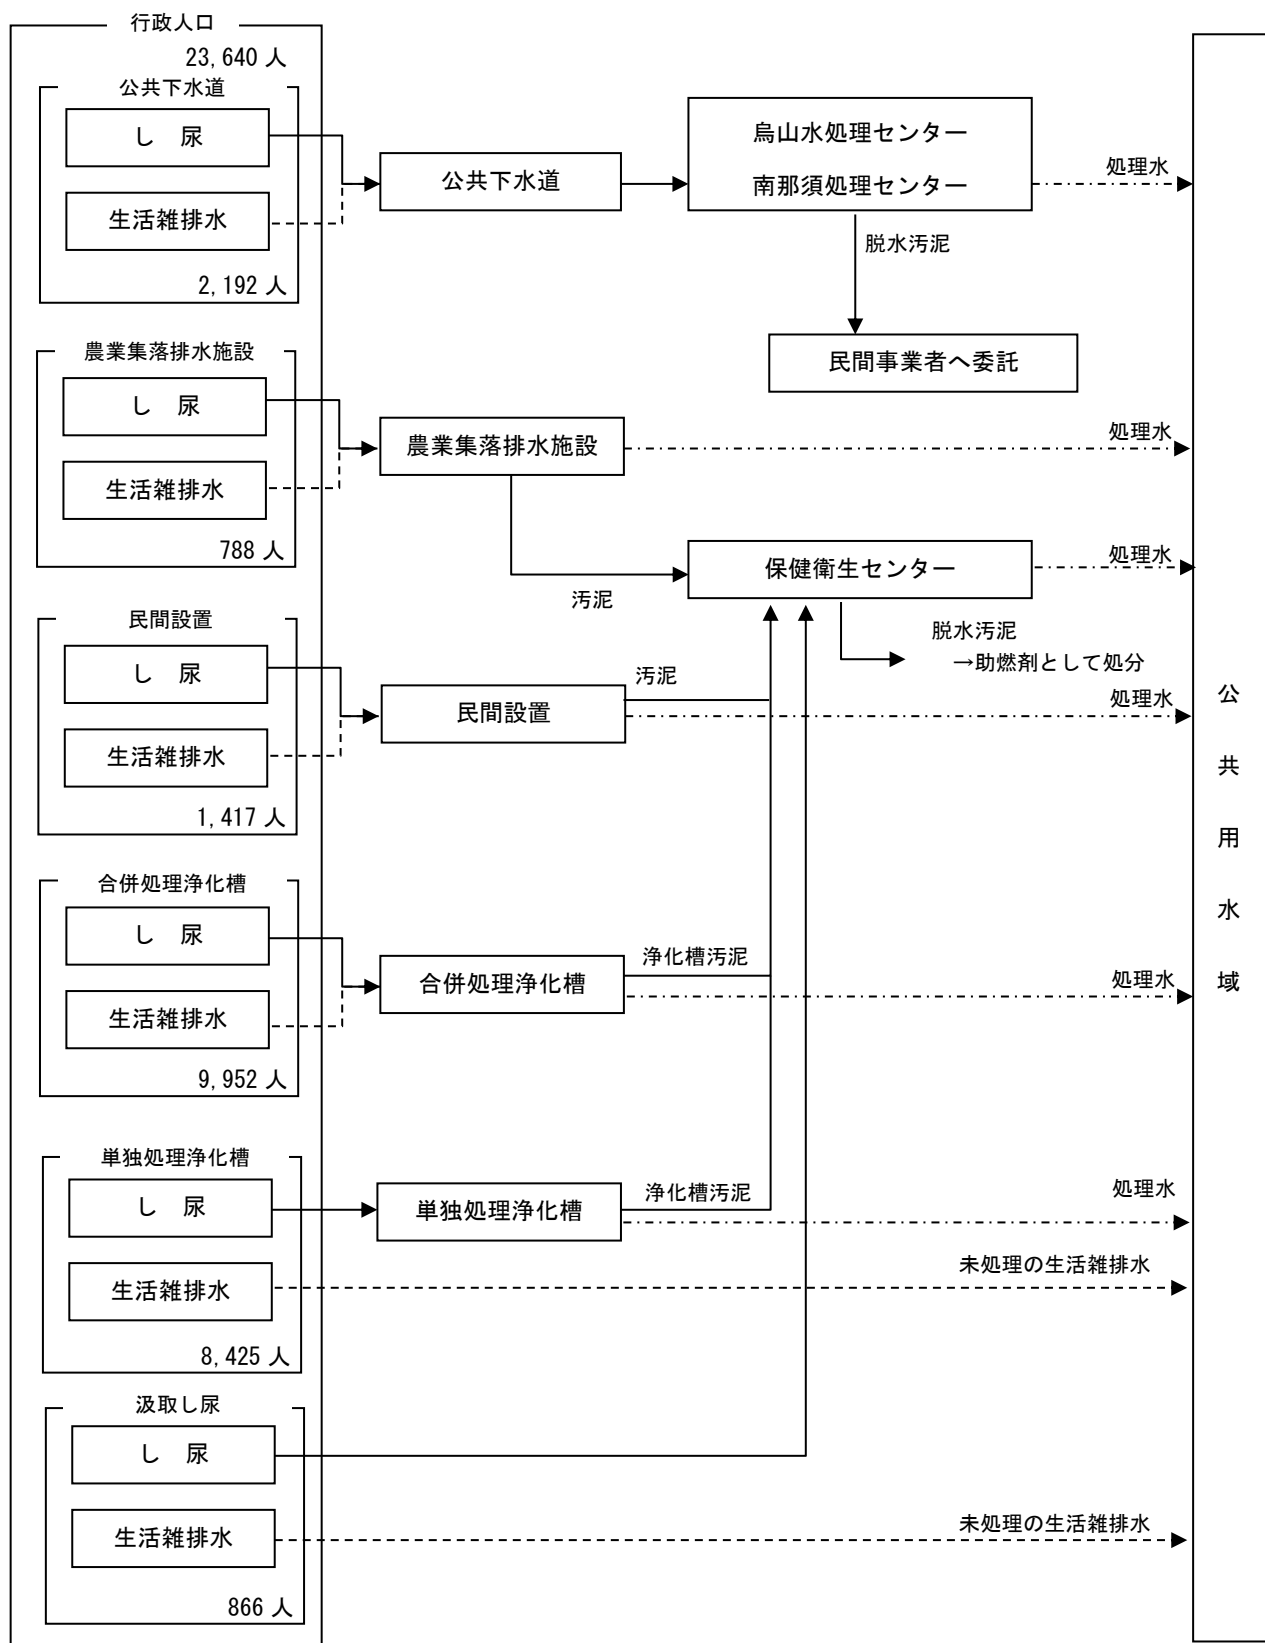 行政人口
23,640 人
公共下水道
し 尿
生活雑排水
2,192 人
公共下水道
烏山水処理センター
南那須処理センター
処理水
脱水汚泥
民間事業者へ委託
農業集落排水施設
し 尿
生活雑排水
788 人
農業集落排水施設
処理水
汚泥
保健衛生センター
処理水
脱水汚泥
→助燃剤として処分
民間設置
し 尿
生活雑排水
1,417 人
民間設置
汚泥
処理水
合併処理浄化槽
し 尿
生活雑排水
9,952 人
合併処理浄化槽
浄化槽汚泥
処理水
単独処理浄化槽
し 尿
生活雑排水
8,425 人
単独処理浄化槽
浄化槽汚泥
処理水
未処理の生活雑排水
汲取し尿
し 尿
生活雑排水
866 人
未処理の生活雑排水
公共用水域